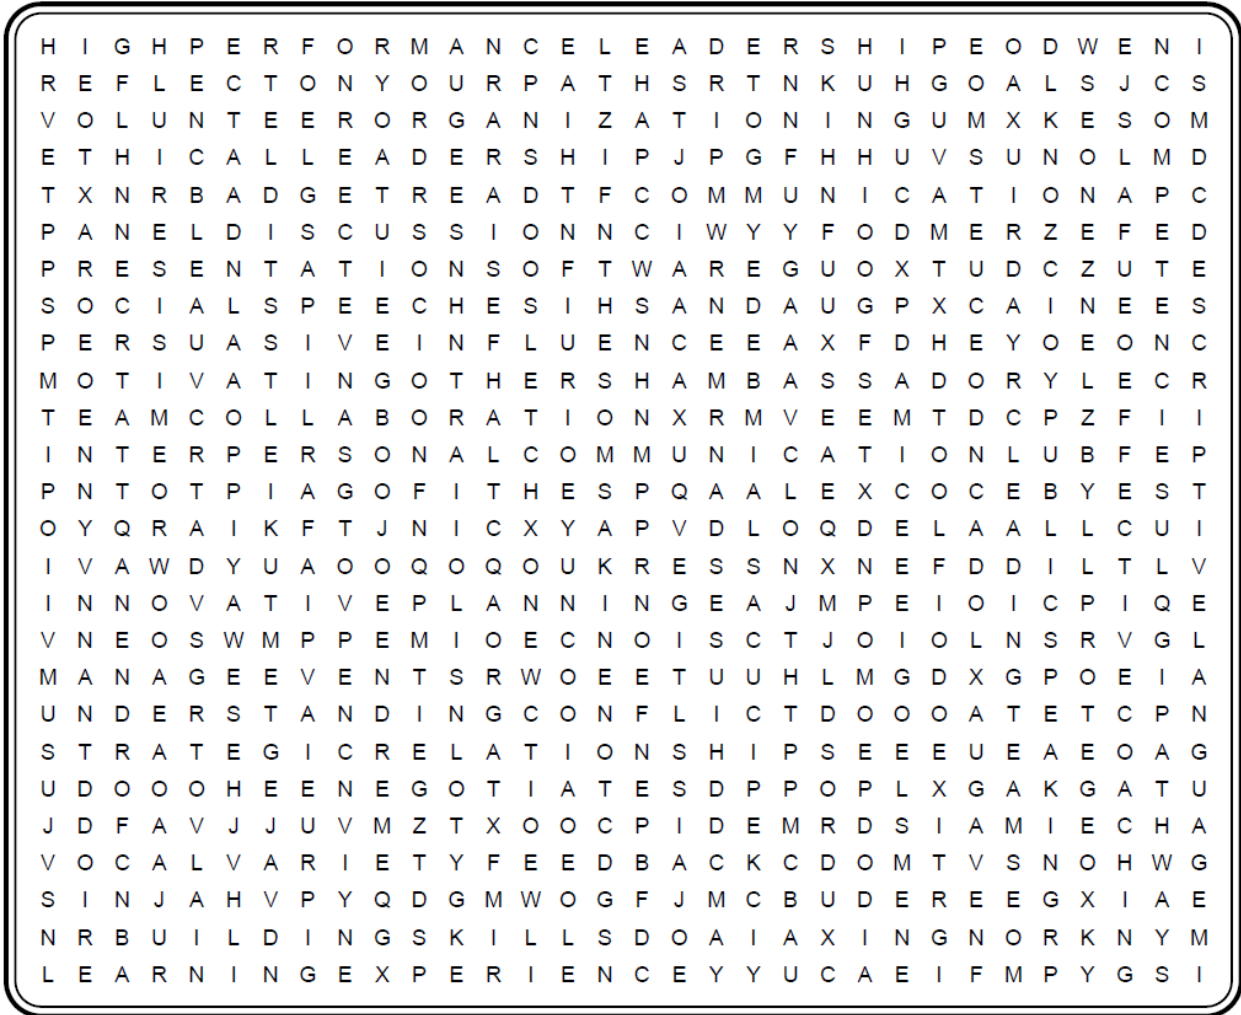 H I G H P E R F O R M A N C E L E A D E R S H I P E O D W E N I
R E F L E C T O N Y O U R P A T H S R T N K U H G O A L S J C S
V O L U N T E E R O R G A N I Z A T I O N I N G U M X K E S O M
E T H I C A L L E A D E R S H I P J P G F H H U V S U N O L M D
T X N R B A D G E T R E A D T F C O M M U N I C A T I O N A P C
P A N E L D I S C U S S I O N N C I W Y Y F O D M E R Z E F E D
P R E S E N T A T I O N S O F T W A R E G U O X T U D C Z U T E
S O C I A L S P E E C H E S I H S A N D A U G P X C A I N E E S
P E R S U A S I V E I N F L U E N C E E A X F D H E Y O E O N C
M O T I V A T I N G O T H E R S H A M B A S S A D O R Y L E C R
T E A M C O L L A B O R A T I O N X R M V E E M T D C P Z F I I
I N T E R P E R S O N A L C O M M U N I C A T I O N L U B F E P
P N T O T P I A G O F I T H E S P Q A A L E X C O C E B Y E S T
O Y Q R A I K F T J N I C X Y A P V D L O Q D E L A A L L C U I
I V A W D Y U A O O Q O Q O U K R E S S N X N E F D D I L T L V
I N N O V A T I V E P L A N N I N G E A J M P E I O I C P I Q E
V N E O S W M P P E M I O E C N O I S C T J O I O L N S R V G L
M A N A G E E V E N T S R W O E E T U U H L M G D X G P O E I A
U N D E R S T A N D I N G C O N F L I C T D O O O A T E T C P N
S T R A T E G I C R E L A T I O N S H I P S E E E U E A E O A G
U D O O O H E E N E G O T I A T E S D P P O P L X G A K G A T U
J D F A V J J U V M Z T X O O C P I D E M R D S I A M I E C H A
V O C A L V A R I E T Y F E E D B A C K C D O M T V S N O H W G
S I N J A H V P Y Q D G M W O G F J M C B U D E R E E G X I A E
N R B U I L D I N G S K I L L S D O A I A X I N G N O R K N Y M
L E A R N I N G E X P E R I E N C E Y Y U C A E I F M P Y G S I